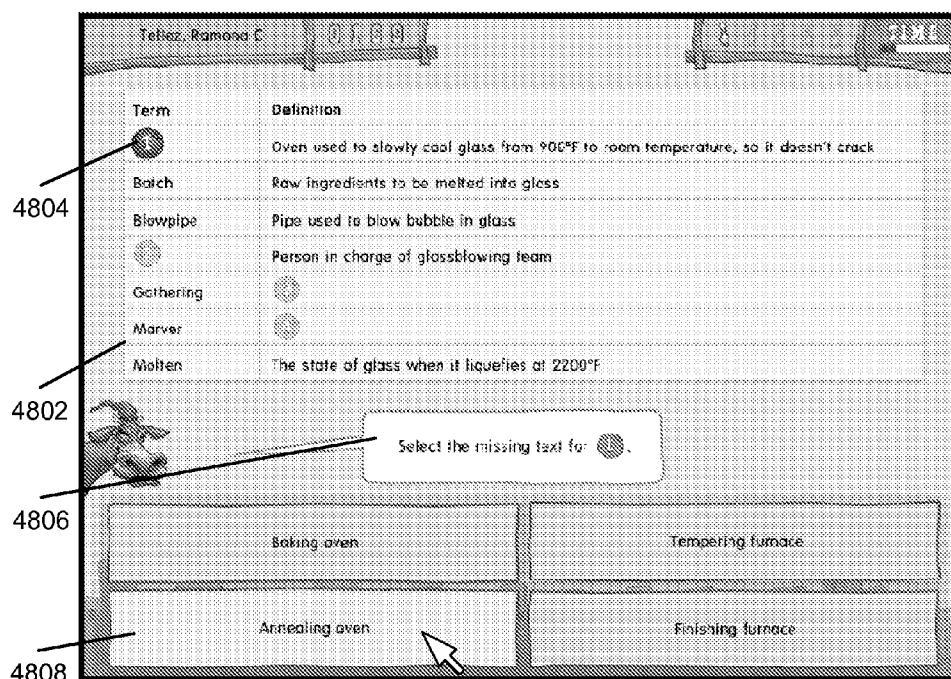 Tellez, Ramona C
TIME
Term Definition
1 Oven used to slowly cool glass from 900°F to room temperature, so it doesn't crack
4804
Batch Raw ingredients to be melted into glass
Blowpipe Pipe used to blow bubble in glass
Person in charge of glassblowing team
Gathering
Marver
Molten The state of glass when it liquefies at 2200°F
4802
Select the missing text for 1.
4806
Baking oven Tempering furnace
Annealing oven Finishing furnace
4808